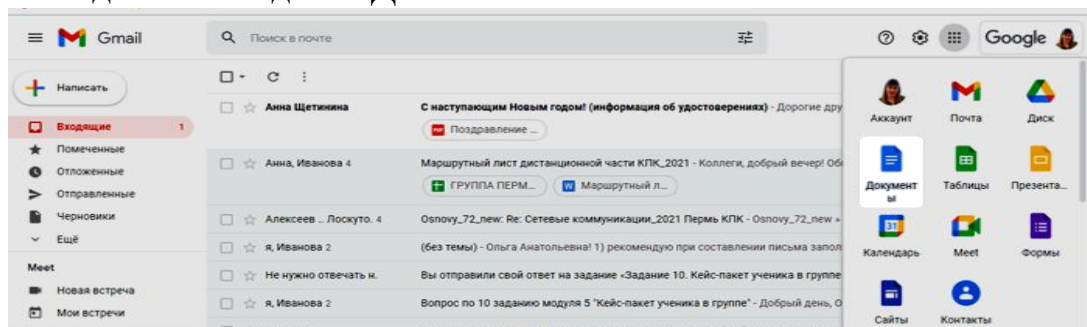 Gmail
Поиск в почте
Google
Написать
Входящие 1
Помеченные
Отложенные
Отправленные
Черновики
Ещё
Meet
Новая встреча
Мои встречи
Анна Щетинина С наступающим Новым годом! (информация об удостоверениях) - Дорогие дру
PDF Поздравление ...
Анна, Иванова 4 Маршрутный лист дистанционной части КПК_2021 - Коллеги, добрый вечер! Об
ГРУППА ПЕРМ... W Маршрутный л...
Алексеев .. Лоскуто. 4 Osnovy_72_new: Re: Сетевые коммуникации_2021 Пермь КПК - Osnovy_72_new »
я, Иванова 2 (без темы) - Ольга Анатольевна! 1) рекомендую при составлении письма запол
Не нужно отвечать н. Вы отправили свой ответ на задание «Задание 10. Кейс-пакет ученика в группе
я, Иванова 2 Вопрос по 10 заданию модуля 5 "Кейс-пакет ученика в группе" - Добрый день, О
Аккаунт Почта Диск
Документ
ы
Таблицы Презента...
31
Календарь Meet Формы
Сайты Контакты